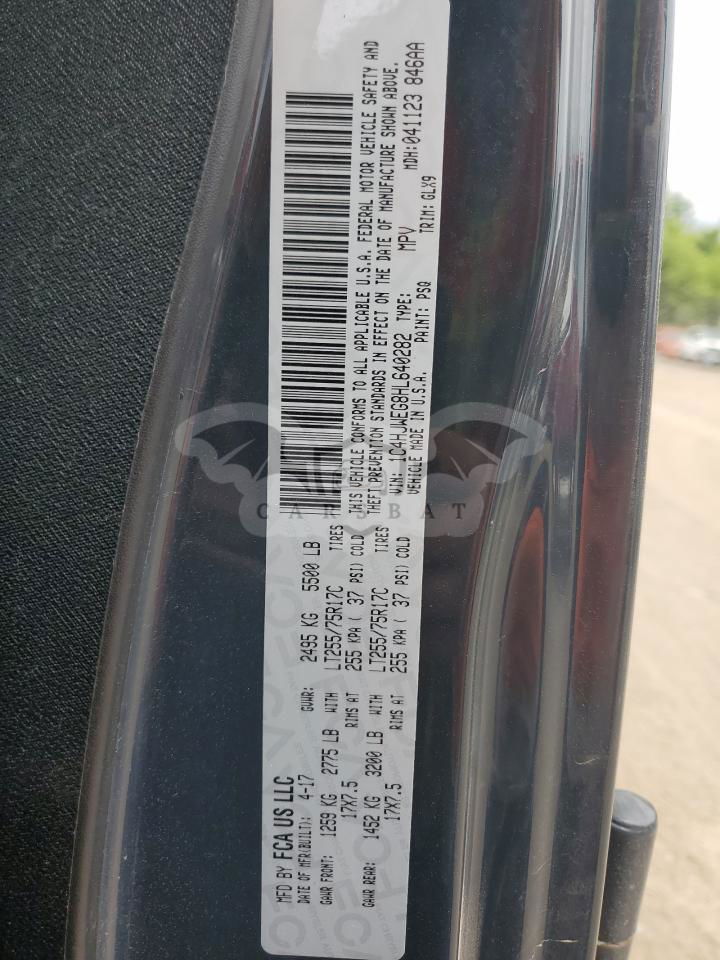 MFD BY FCA US LLC
DATE OF MFR(BUILT): 4-17 GVWR: 2495 KG 5500 LB
GAWR FRONT: 1259 KG 2775 LB WITH LT255/75R17C TIRES
17X7.5 RIMS AT 255 KPA ( 37 PSI) COLD
GAWR REAR: 1452 KG 3200 LB WITH LT255/75R17C TIRES
17X7.5 RIMS AT 255 KPA ( 37 PSI) COLD
THIS VEHICLE CONFORMS TO ALL APPLICABLE U.S.A. FEDERAL MOTOR VEHICLE SAFETY AND
THEFT PREVENTION STANDARDS IN EFFECT ON THE DATE OF MANUFACTURE SHOWN ABOVE.
VIN: 1C4HJWEG8HL640282 TYPE: MPV MDH:041123 846AA
VEHICLE MADE IN U.S.A. PAINT: PSQ TRIM: GLX9
CARSBAT